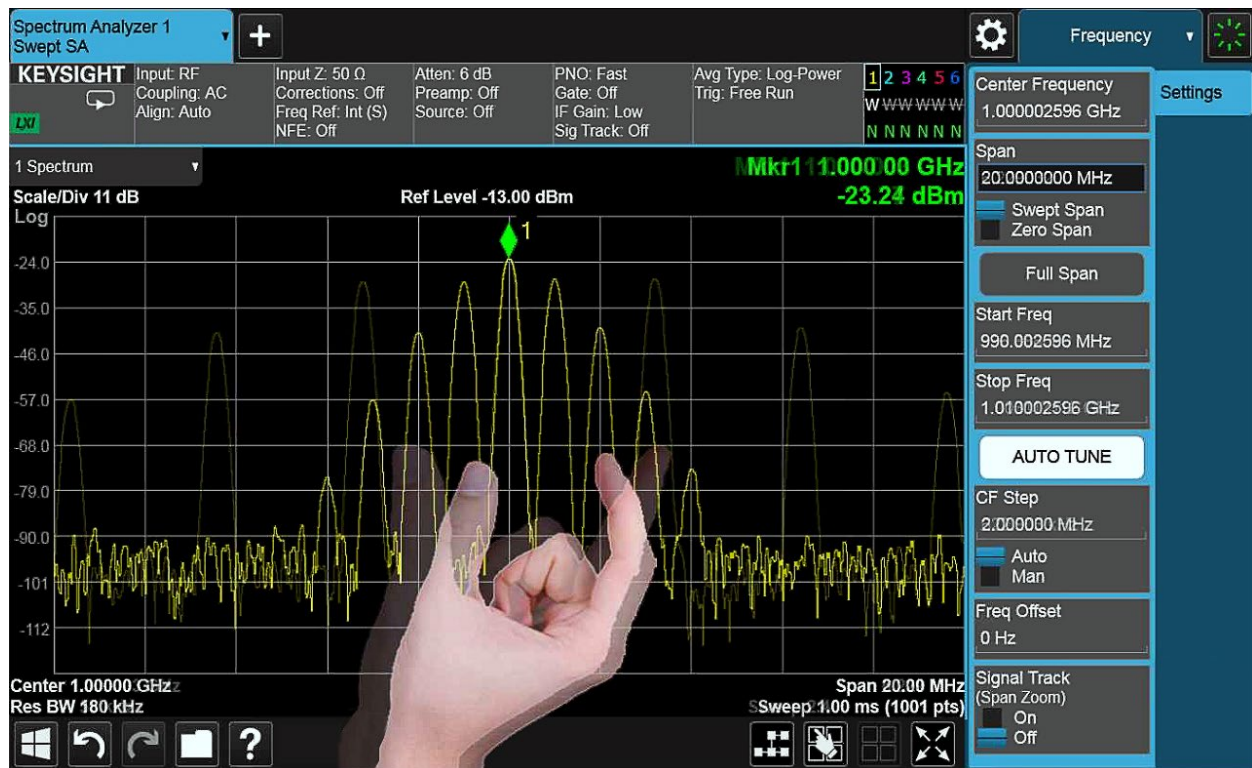 Spectrum Analyzer 1
Swept SA
Frequency
KEYSIGHT
LXI
Input: RF
Coupling: AC
Align: Auto
Input Z: 50 Ω
Corrections: Off
Freq Ref: Int (S)
NFE: Off
Atten: 6 dB
Preamp: Off
Source: Off
PNO: Fast
Gate: Off
IF Gain: Low
Sig Track: Off
Avg Type: Log-Power
Trig: Free Run
1 2 3 4 5 6
W W W W W W
N N N N N N
1 Spectrum
Mkr1 1.000 00 GHz
Scale/Div 11 dB
Ref Level -13.00 dBm
-23.24 dBm
Log
1
-24.0
-35.0
-46.0
-57.0
-68.0
-79.0
-90.0
-101
-112
Center 1.00000 GHz
Res BW 180 kHz
Span 20.00 MHz
Sweep 1.00 ms (1001 pts)
?
Center Frequency
1.000002596 GHz
Span
20.0000000 MHz
Swept Span
Zero Span
Full Span
Start Freq
990.002596 MHz
Stop Freq
1.010002596 GHz
AUTO TUNE
CF Step
2.000000 MHz
Auto
Man
Freq Offset
0 Hz
Signal Track
(Span Zoom)
On
Off
Settings